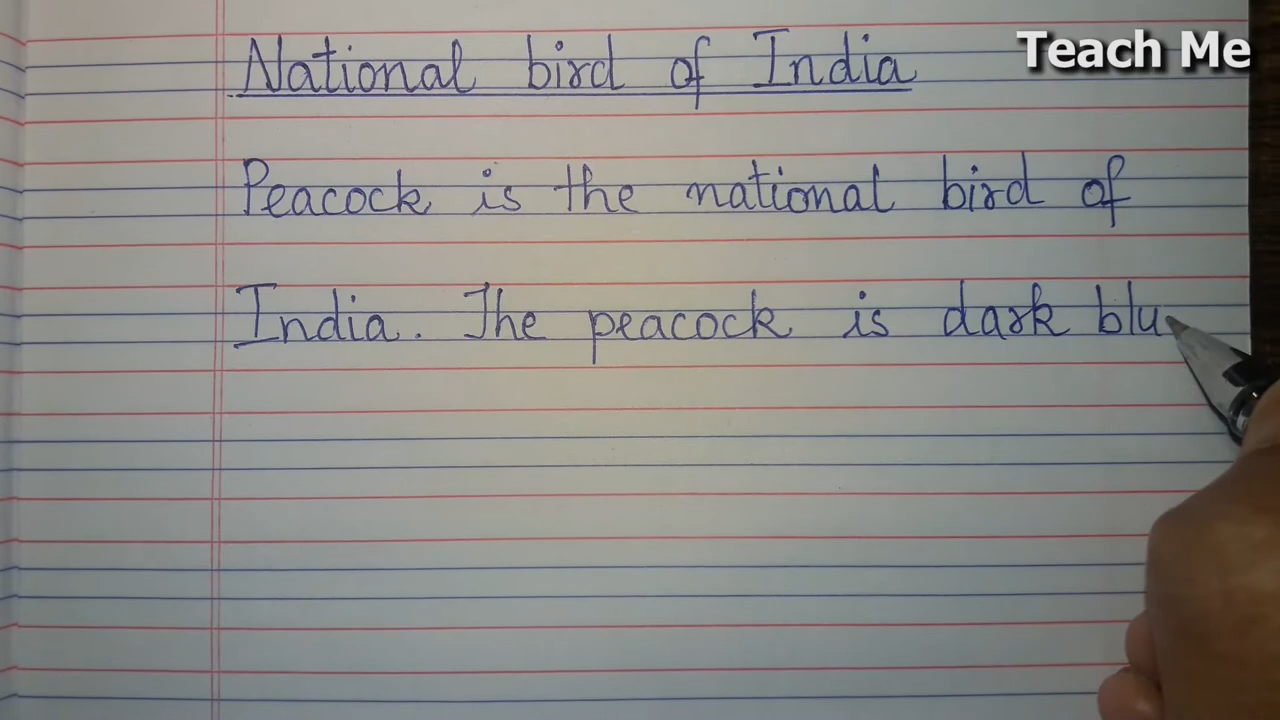 National bird of India
Teach Me
Peacock is the national bird of
India. The peacock is dark blu